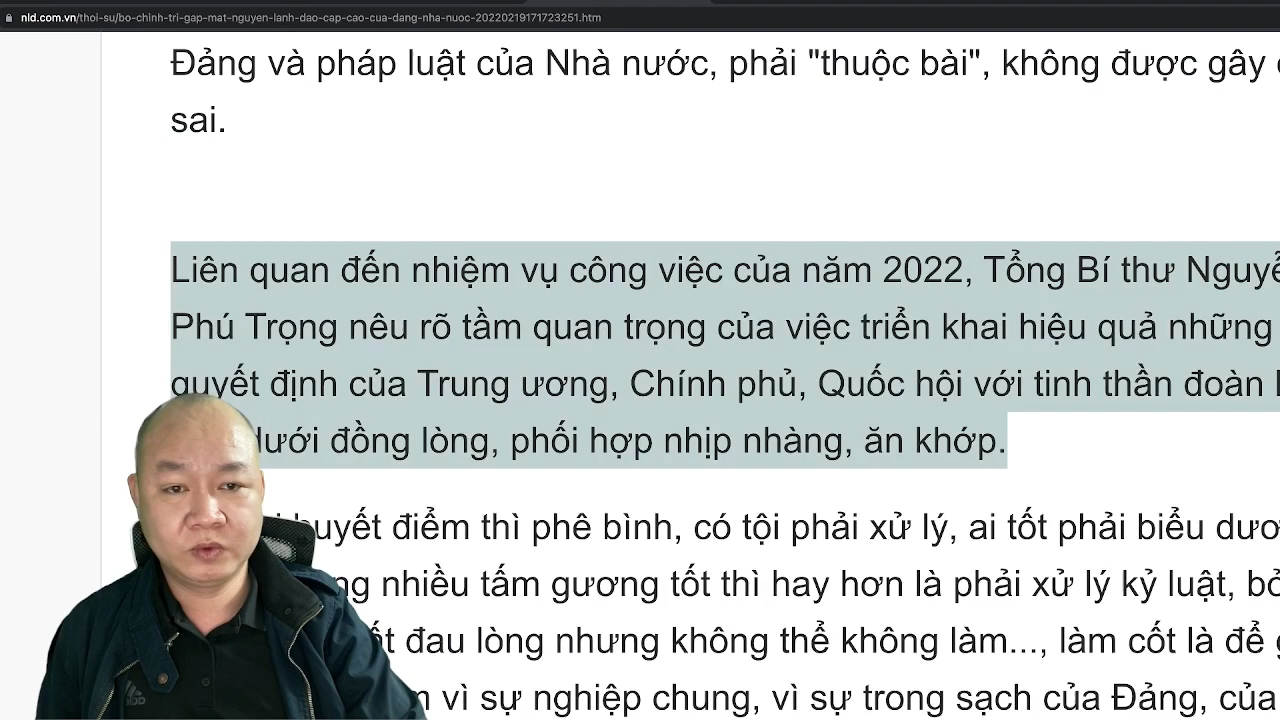 nld.com.vn/thoi-su/bo-chinh-tri-gap-mat-nguyen-lanh-dao-cap-cao-cua-dang-nha-nuoc-20220219171723251.htm
Đảng và pháp luật của Nhà nước, phải "thuộc bài", không được gây
sai.
Liên quan đến nhiệm vụ công việc của năm 2022, Tổng Bí thư
Phú Trọng nêu rõ tầm quan trọng của việc triển khai hiệu quả những
quyết định của Trung ương, Chính phủ, Quốc hội với tinh thần đoàn
dưới đồng lòng, phối hợp nhịp nhàng, ăn khớp.
điểm thì phê bình, có tội phải xử lý, ai tốt phải biểu
nhiều tấm gương tốt thì hay hơn là phải xử lý kỷ luật,
đau lòng nhưng không thể không làm..., làm cốt là để
vì sự nghiệp chung, vì sự trong sạch của Đảng, của